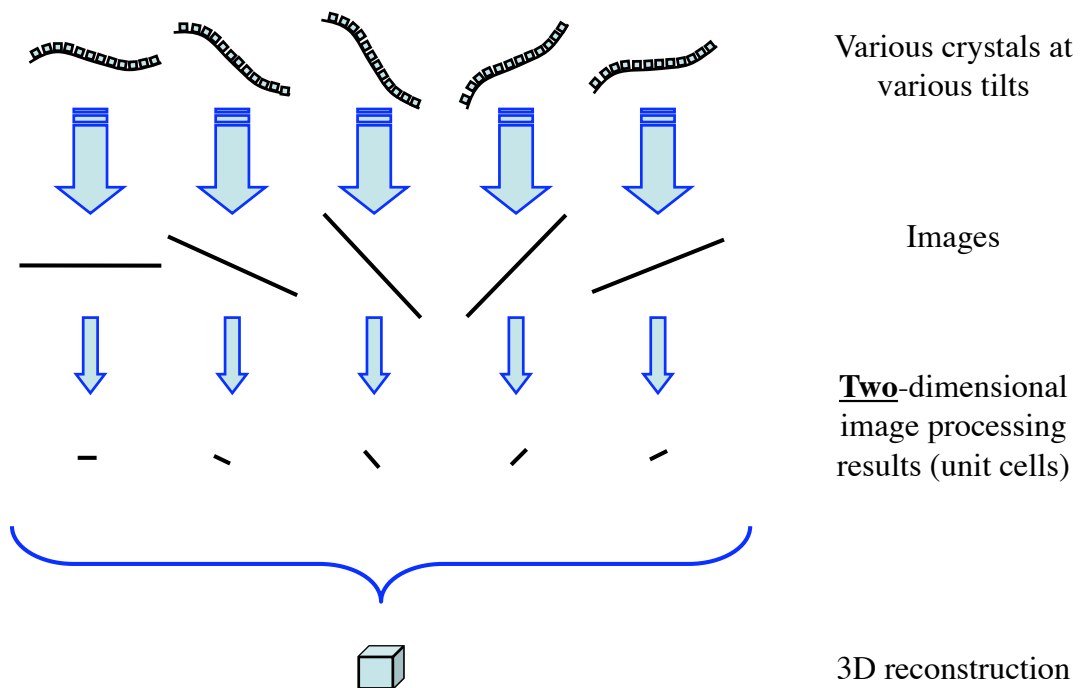 Various crystals at
various tilts
Images
Two-dimensional
image processing
results (unit cells)
3D reconstruction